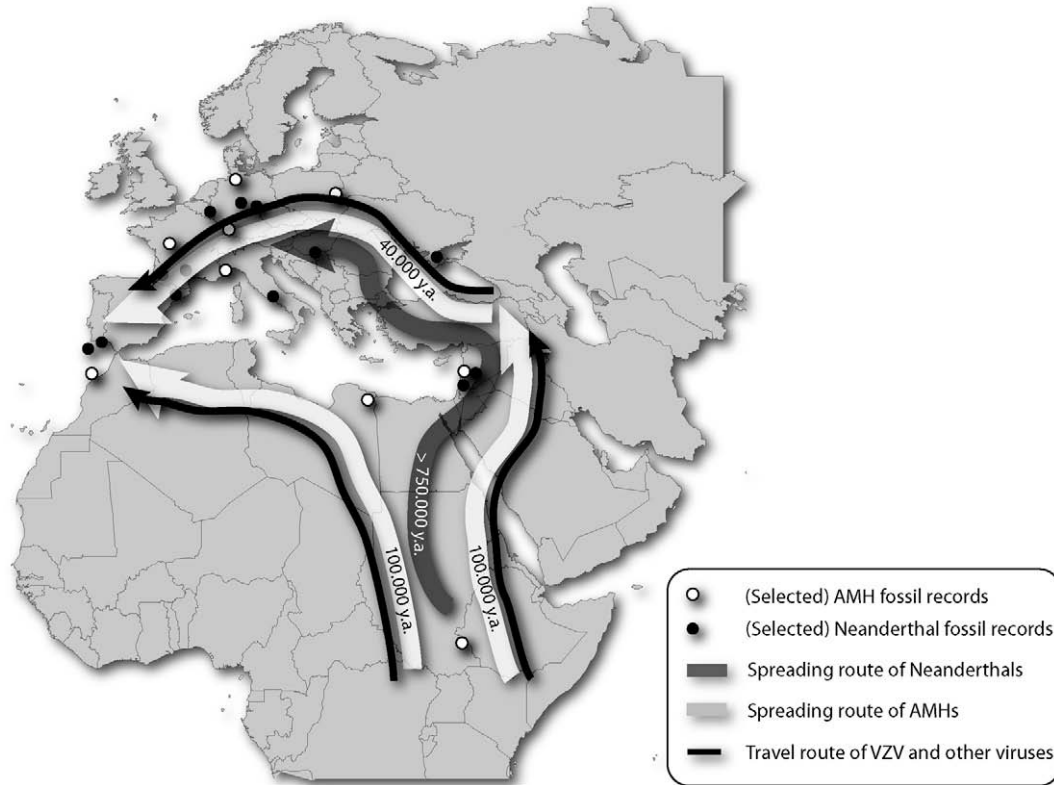 40.000 y.a.
> 750.000 y.a.
100.000 y.a.
100.000 y.a.
(Selected) AMH fossil records
(Selected) Neanderthal fossil records
Spreading route of Neanderthals
Spreading route of AMHs
Travel route of VZV and other viruses